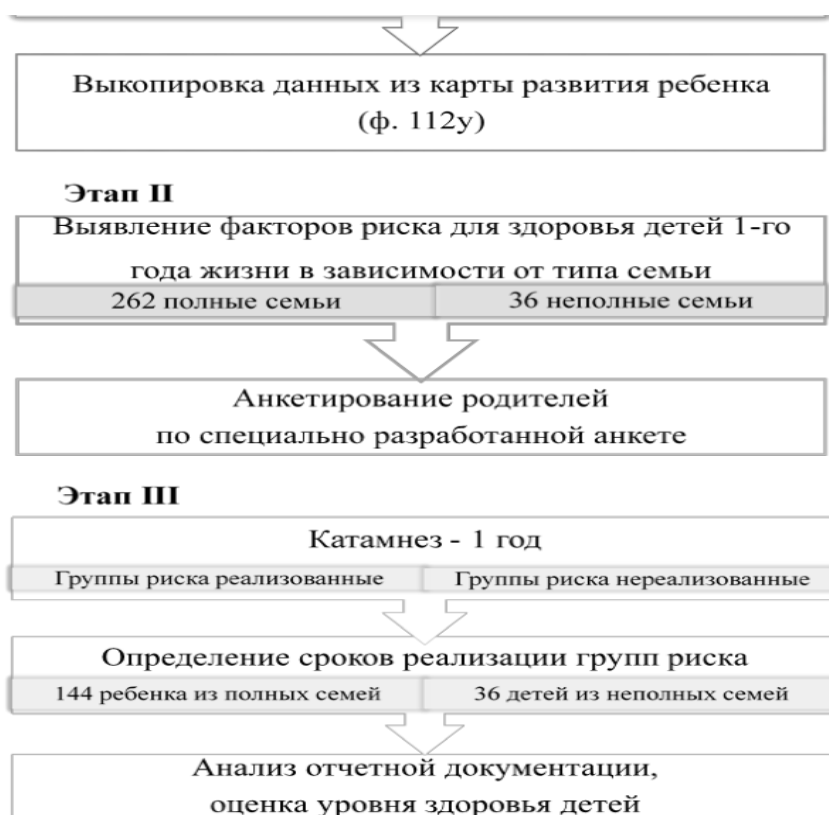 Выкопировка данных из карты развития ребенка
(ф. 112у)
Этап II
Выявление факторов риска для здоровья детей 1-го
года жизни в зависимости от типа семьи
262 полные семьи
36 неполные семьи
Анкетирование родителей
по специально разработанной анкете
Этап III
Катамнез - 1 год
Группы риска реализованные
Группы риска нереализованные
Определение сроков реализации групп риска
144 ребенка из полных семей
36 детей из неполных семей
Анализ отчетной документации,
оценка уровня здоровья детей